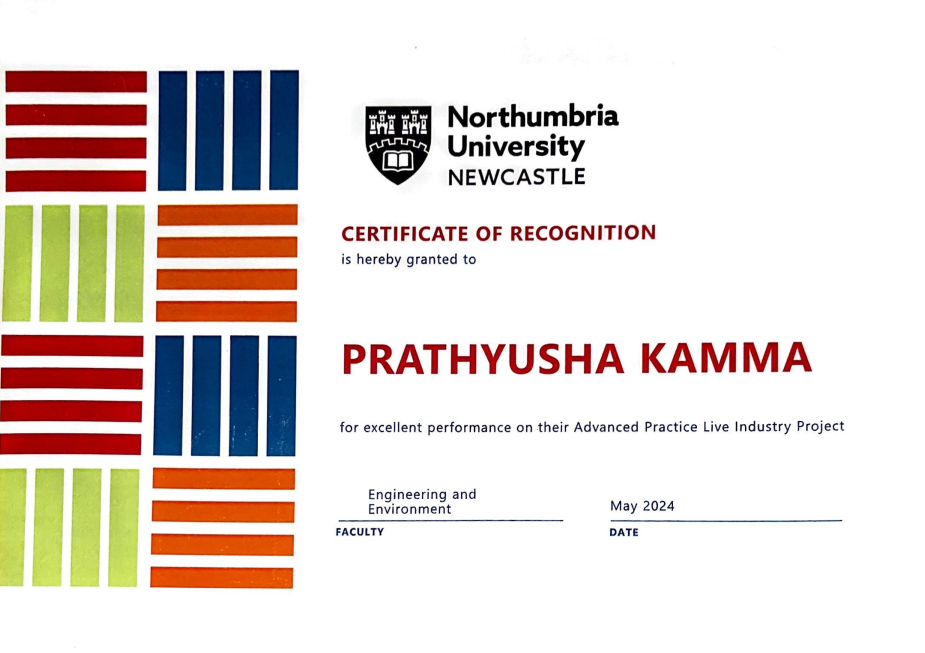 Northumbria
University
NEWCASTLE
CERTIFICATE OF RECOGNITION
is hereby granted to
PRATHYUSHA KAMMA
for excellent performance on their Advanced Practice Live Industry Project
Engineering and
Environment
FACULTY
May 2024
DATE